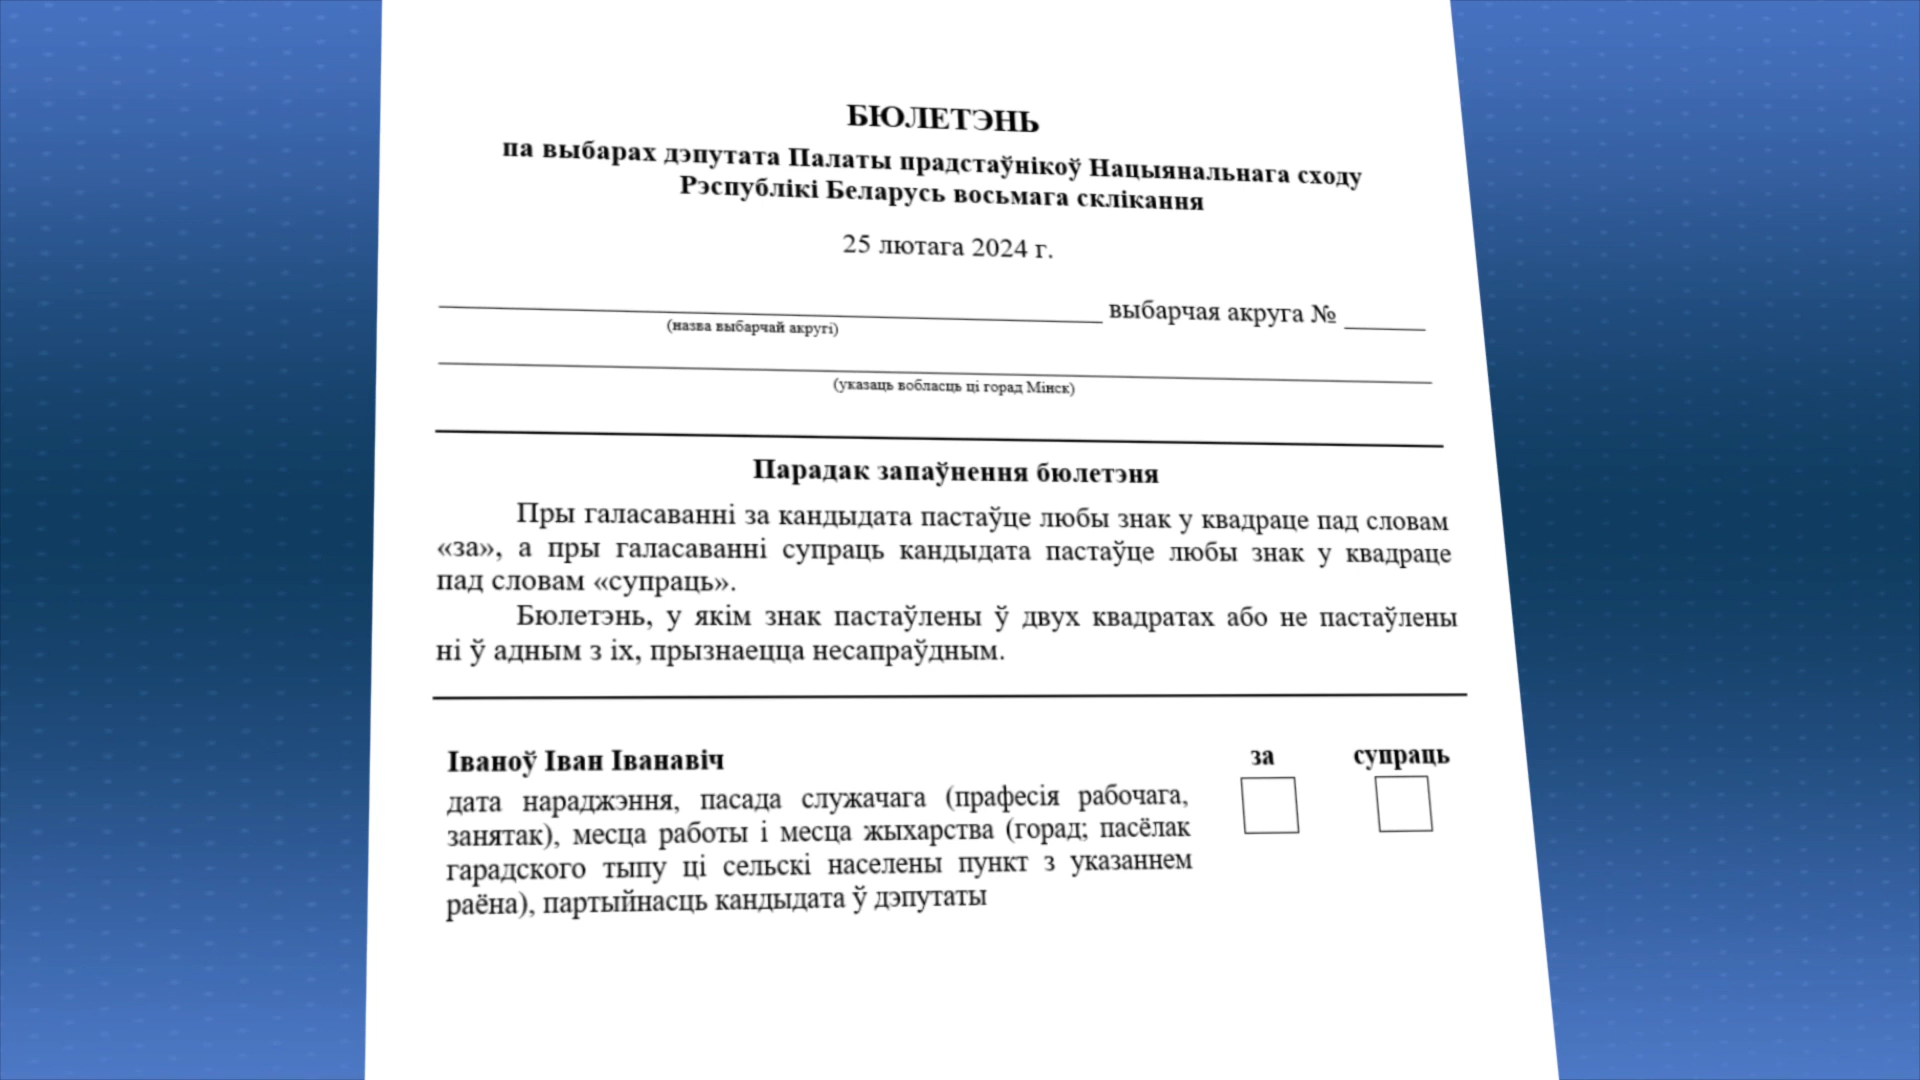 БЮЛЕТЭНЬ
па выбарах дэпутата Палаты прадстаўнікоў Нацыянальнага сходу
Рэспублікі Беларусь восьмага склікання
25 лютага 2024 г.
выбарчая акруга №
(назва выбарчай акругі)
(указаць вобласць ці горад Мінск)
Парадак запаўнення бюлетэня
Пры галасаванні за кандыдата пастаўце любы знак у квадраце пад словам
«за», а пры галасаванні супраць кандыдата пастаўце любы знак у квадраце
пад словам «супраць».
Бюлетэнь, у якім знак пастаўлены ў двух квадратах або не пастаўлены
ні ў адным з іх, прызнаецца несапраўдным.
Іваноў Іван Іванавіч за супраць
дата нараджэння, пасада служачага (прафесія рабочага,
занятак), месца работы і месца жыхарства (горад; пасёлак
гарадского тыпу ці сельскі населены пункт з указаннем
раёна), партыйнасць кандыдата ў дэпутаты